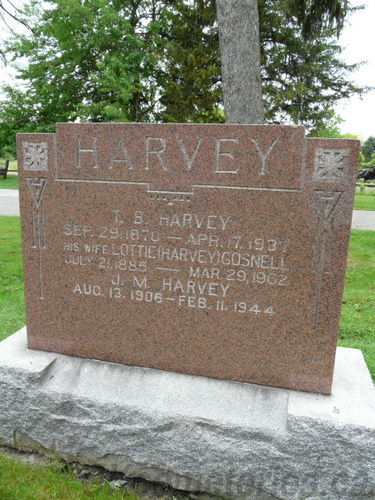 HARVEY
T. B. HARVEY
SEP. 29, 1870 — APR. 17, 1937
HIS WIFE LOTTIE (HARVEY) GOSNELL
JULY 21, 1885 — MAR. 29, 1962
J. M. HARVEY
AUG. 13, 1906 — FEB. 11, 1944